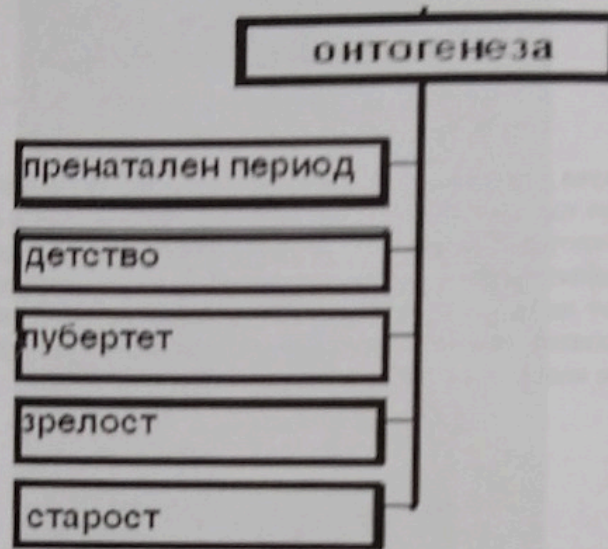 онтогенеза
пренатален период
детство
пубертет
зрелост
старост